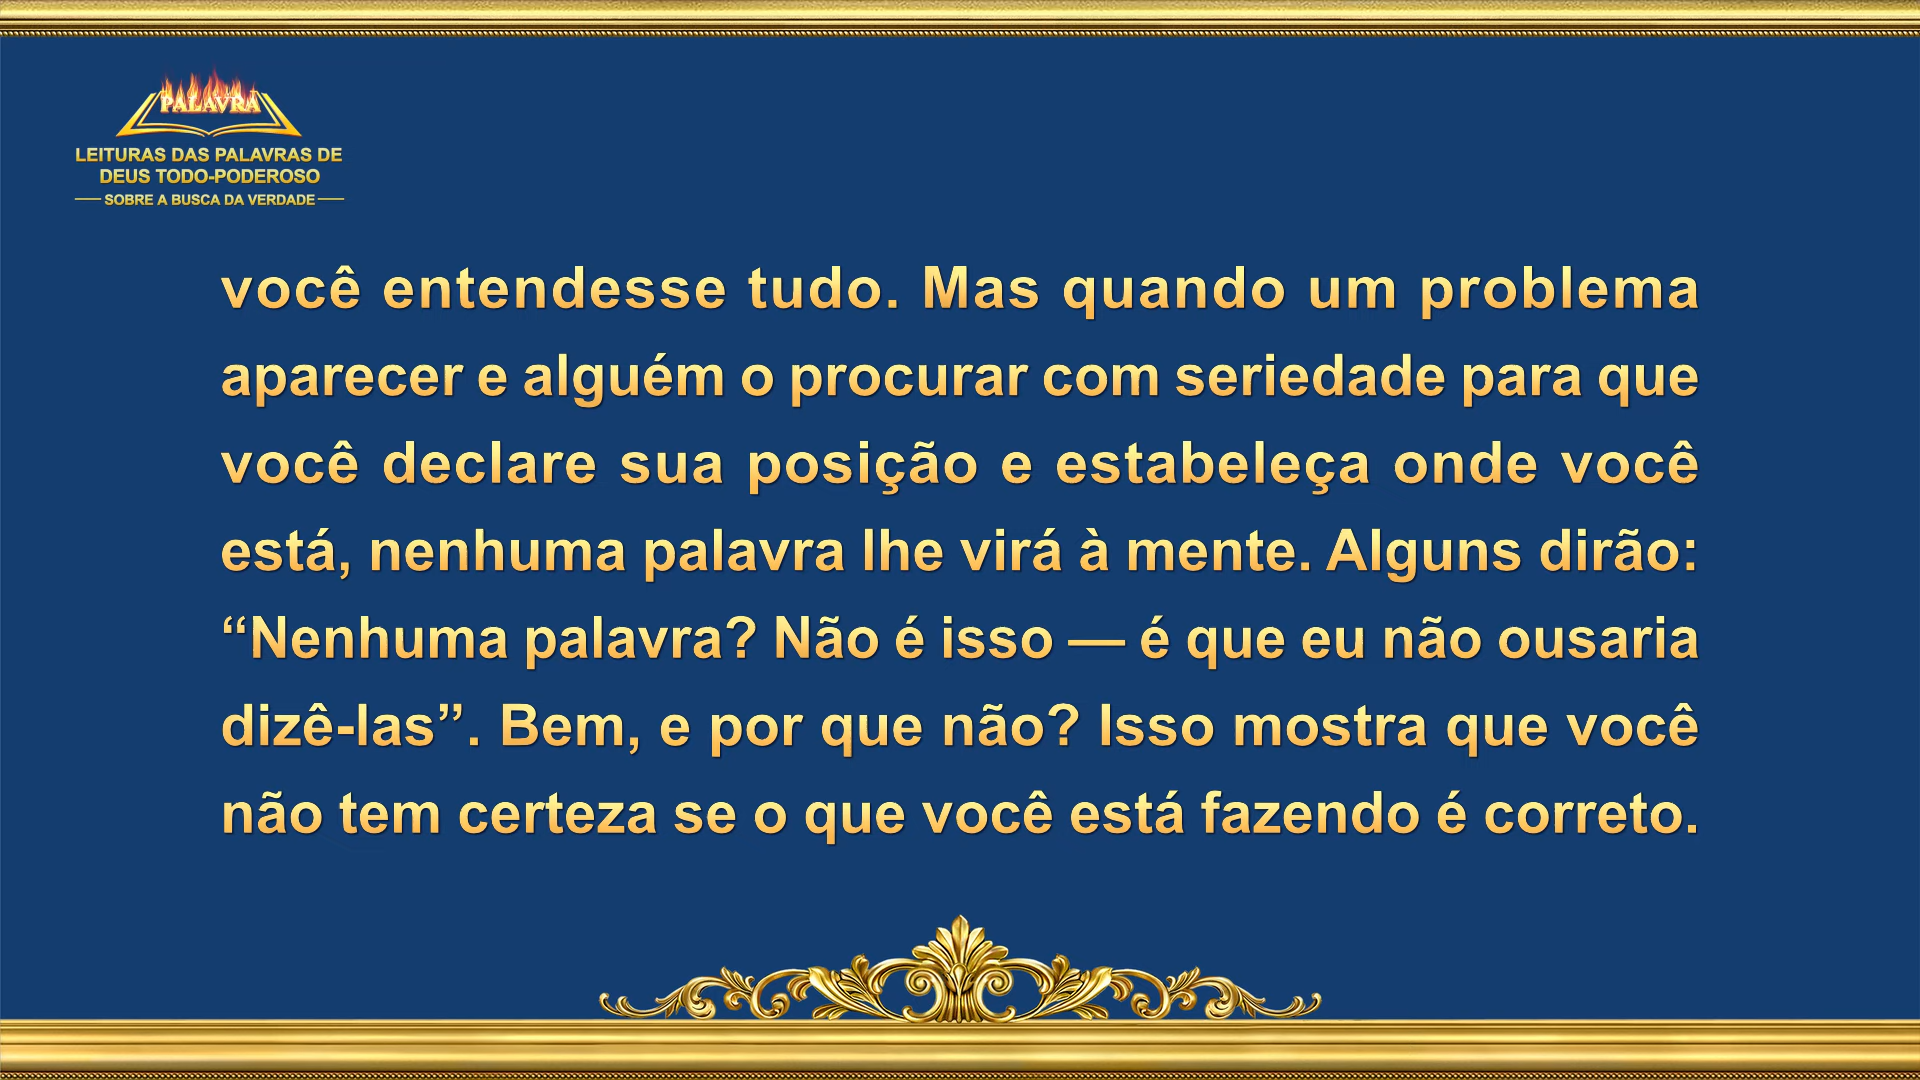 PALAVRA
LEITURAS DAS PALAVRAS DE
DEUS TODO-PODEROSO
SOBRE A BUSCA DA VERDADE
você entendesse tudo. Mas quando um problema
aparecer e alguém o procurar com seriedade para que
você declare sua posição e estabeleça onde você
está, nenhuma palavra lhe virá à mente. Alguns dirão:
“Nenhuma palavra? Não é isso — é que eu não ousaria
dizê-las”. Bem, e por que não? Isso mostra que você
não tem certeza se o que você está fazendo é correto.